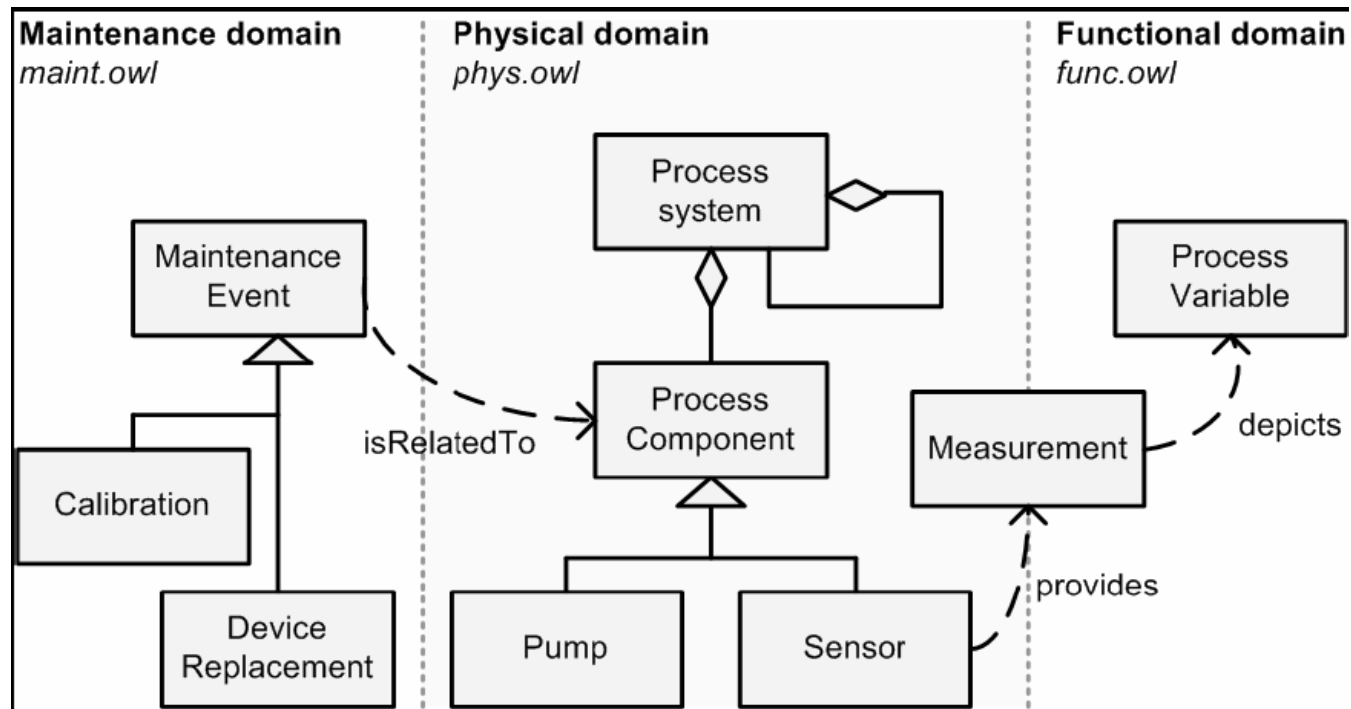 Maintenance domain
maint.owl
Physical domain
phys.owl
Functional domain
func.owl
Process
system
Maintenance
Event
Process
Variable
isRelatedTo
Process
Component
Measurement
depicts
Calibration
provides
Device
Replacement
Pump
Sensor